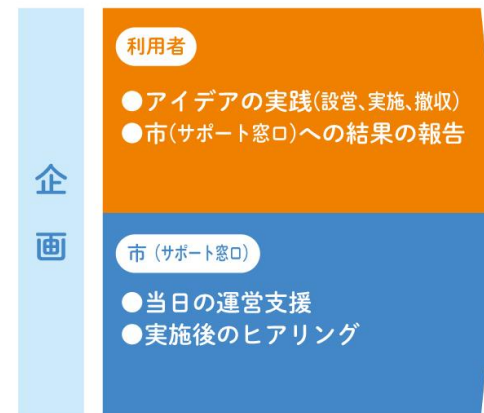 企画
利用者
●アイデアの実践(設営、実施、撤収)
●市(サポート窓口)への結果の報告
市（サポート窓口）
●当日の運営支援
●実施後のヒアリング